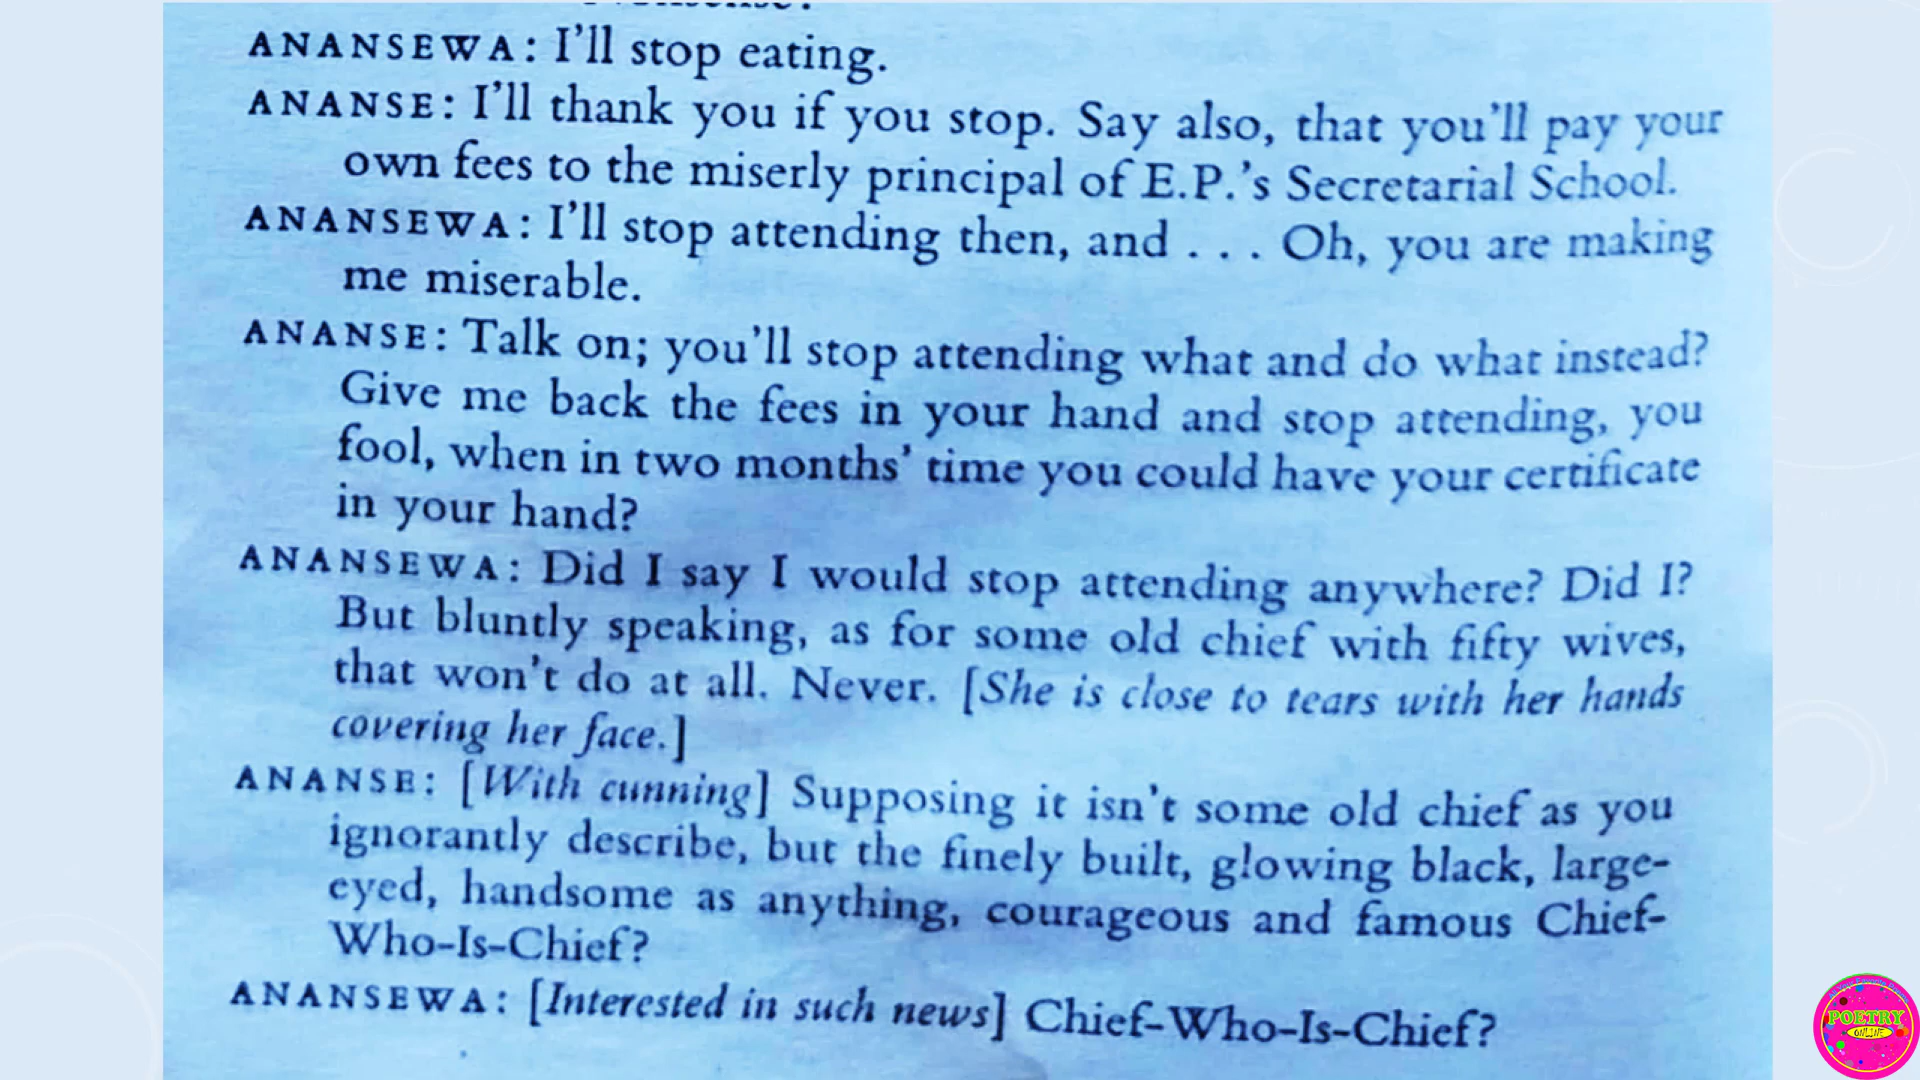 ANANSEWA: I'll stop eating.
ANANSE: I'll thank you if you stop. Say also, that you'll pay your
own fees to the miserly principal of E.P.'s Secretarial School.
ANANSEWA: I'll stop attending then, and . . . Oh, you are making
me miserable.
ANANSE: Talk on; you'll stop attending what and do what instead?
Give me back the fees in your hand and stop attending, you
fool, when in two months' time you could have your certificate
in your hand?
ANANSEWA: Did I say I would stop attending anywhere? Did I?
But bluntly speaking, as for some old chief with fifty wives,
that won't do at all. Never. [She is close to tears with her hands
covering her face.]
ANANSE: [With cunning] Supposing it isn't some old chief as you
ignorantly describe, but the finely built, glowing black, large-
eyed, handsome as anything, courageous and famous Chief-
Who-Is-Chief?
ANANSEWA: [Interested in such news] Chief-Who-Is-Chief?
POETRY
ONLINE